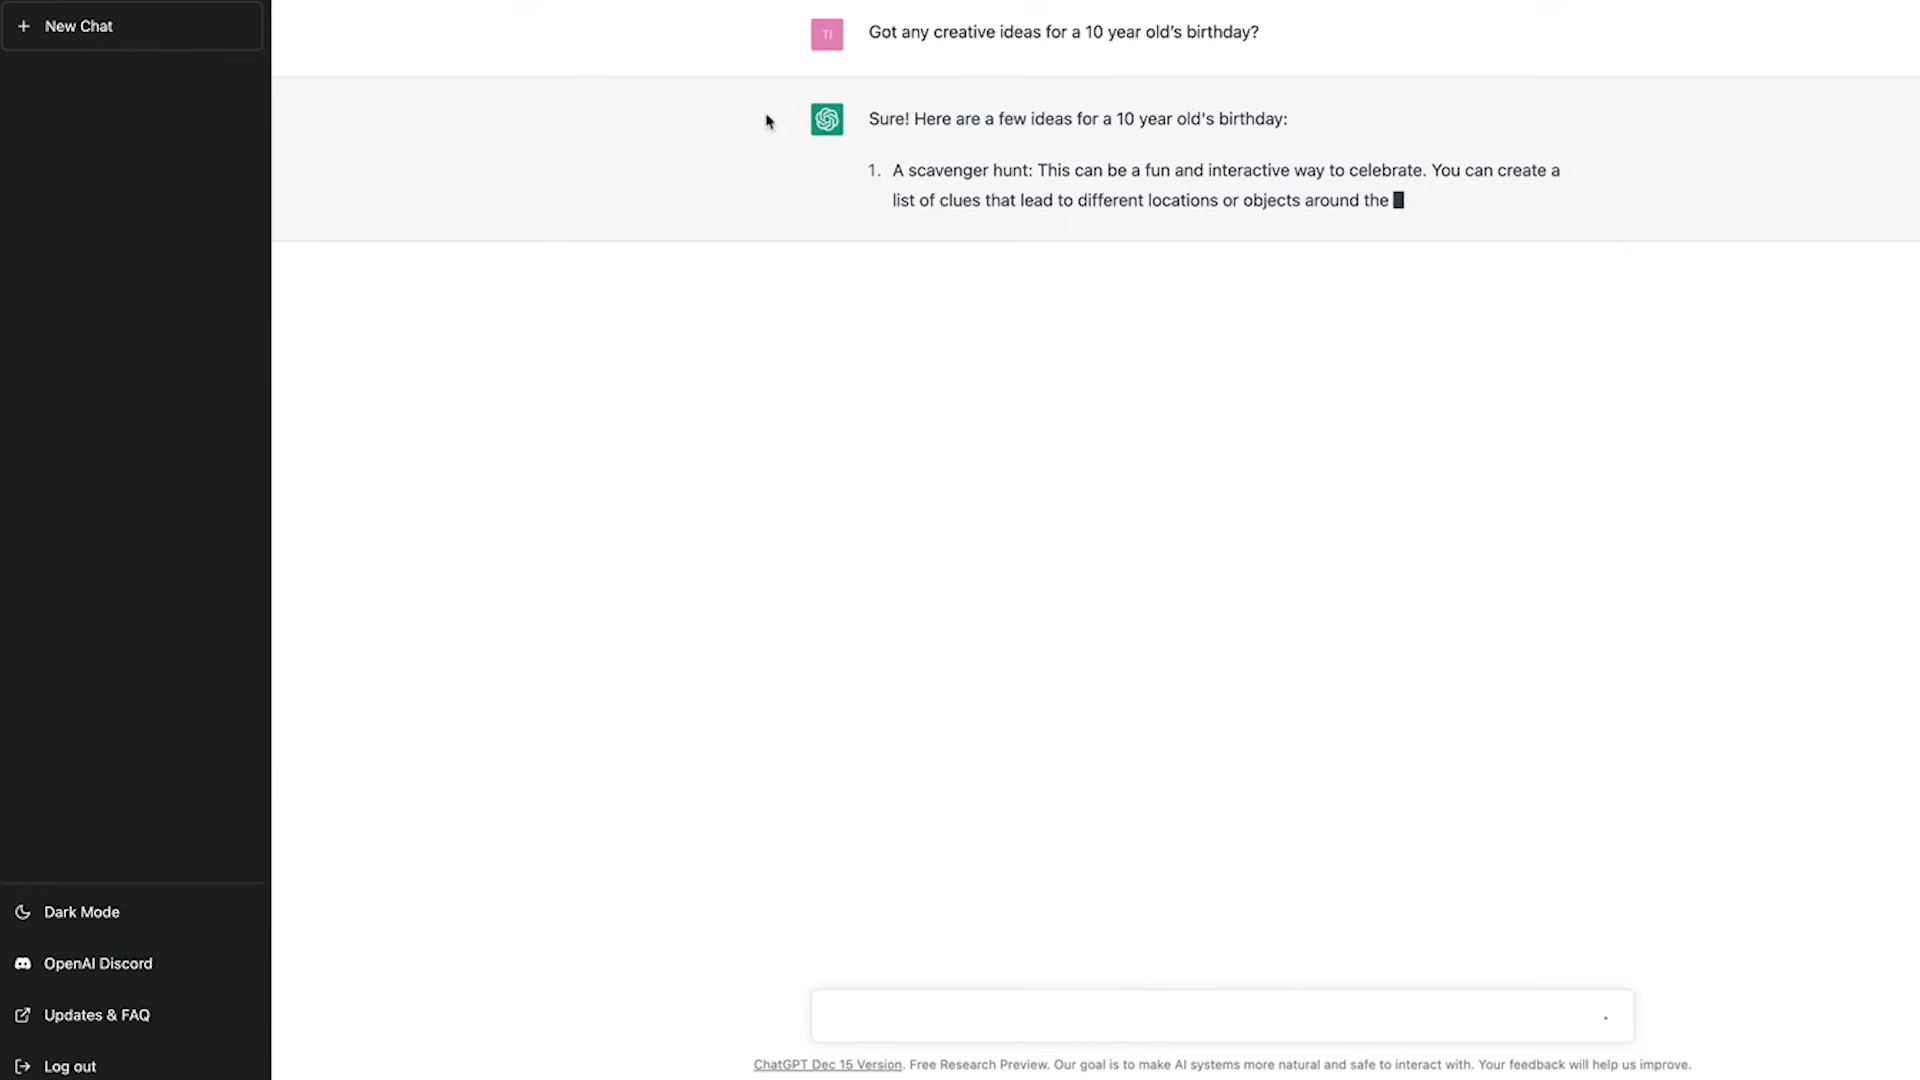 New Chat
TI
Got any creative ideas for a 10 year old’s birthday?
Sure! Here are a few ideas for a 10 year old's birthday:
1. A scavenger hunt: This can be a fun and interactive way to celebrate. You can create a
list of clues that lead to different locations or objects around the
Dark Mode
OpenAI Discord
Updates & FAQ
Log out
ChatGPT Dec 15 Version. Free Research Preview. Our goal is to make AI systems more natural and safe to interact with. Your feedback will help us improve.